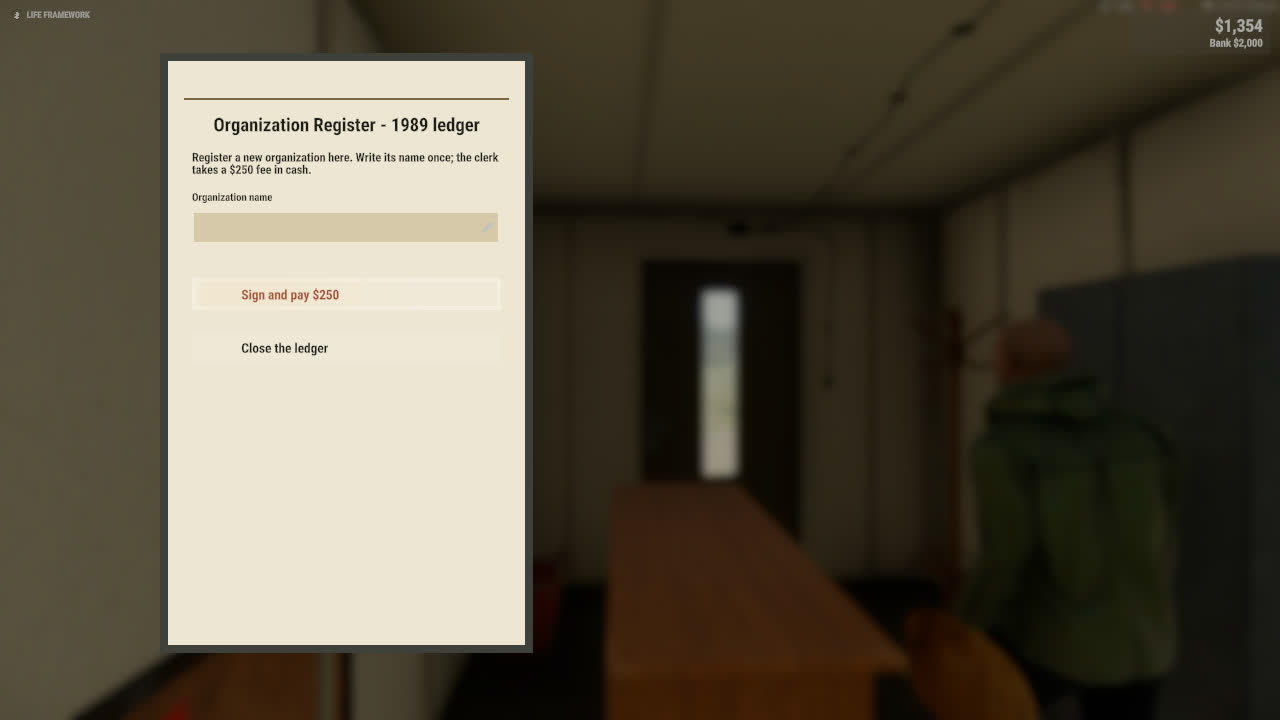 LIFE FRAMEWORK
$1,354
Bank $2,000
Organization Register - 1989 ledger
Register a new organization here. Write its name once; the clerk
takes a $250 fee in cash.
Organization name
Sign and pay $250
Close the ledger